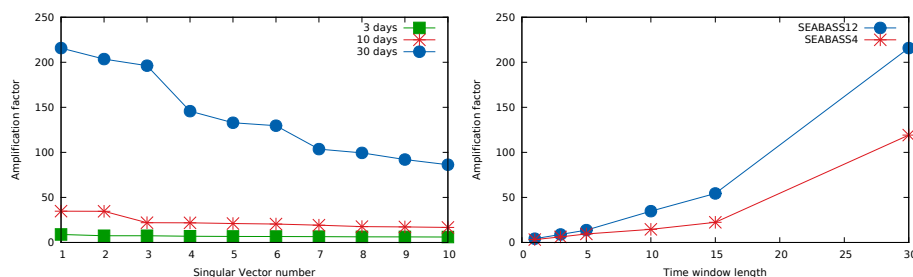 250
200
150
100
50
0
Amplification factor
1 2 3 4 5 6 7 8 9 10
Singular Vector number
3 days
10 days
30 days
250
200
150
100
50
0
Amplification factor
0 5 10 15 20 25 30
Time window length
SEABASS12
SEABASS4